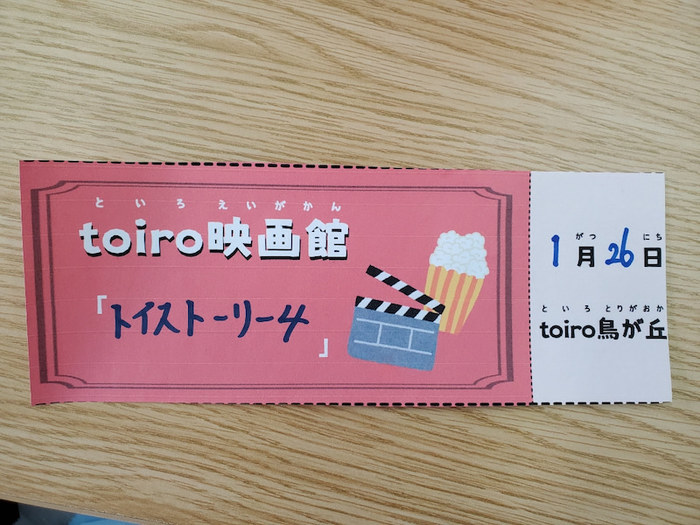 といろえいがかん
toiro映画館
「トイストーリー4」
がつ にち
1月26日
といろ とりがおか
toiro鳥が丘